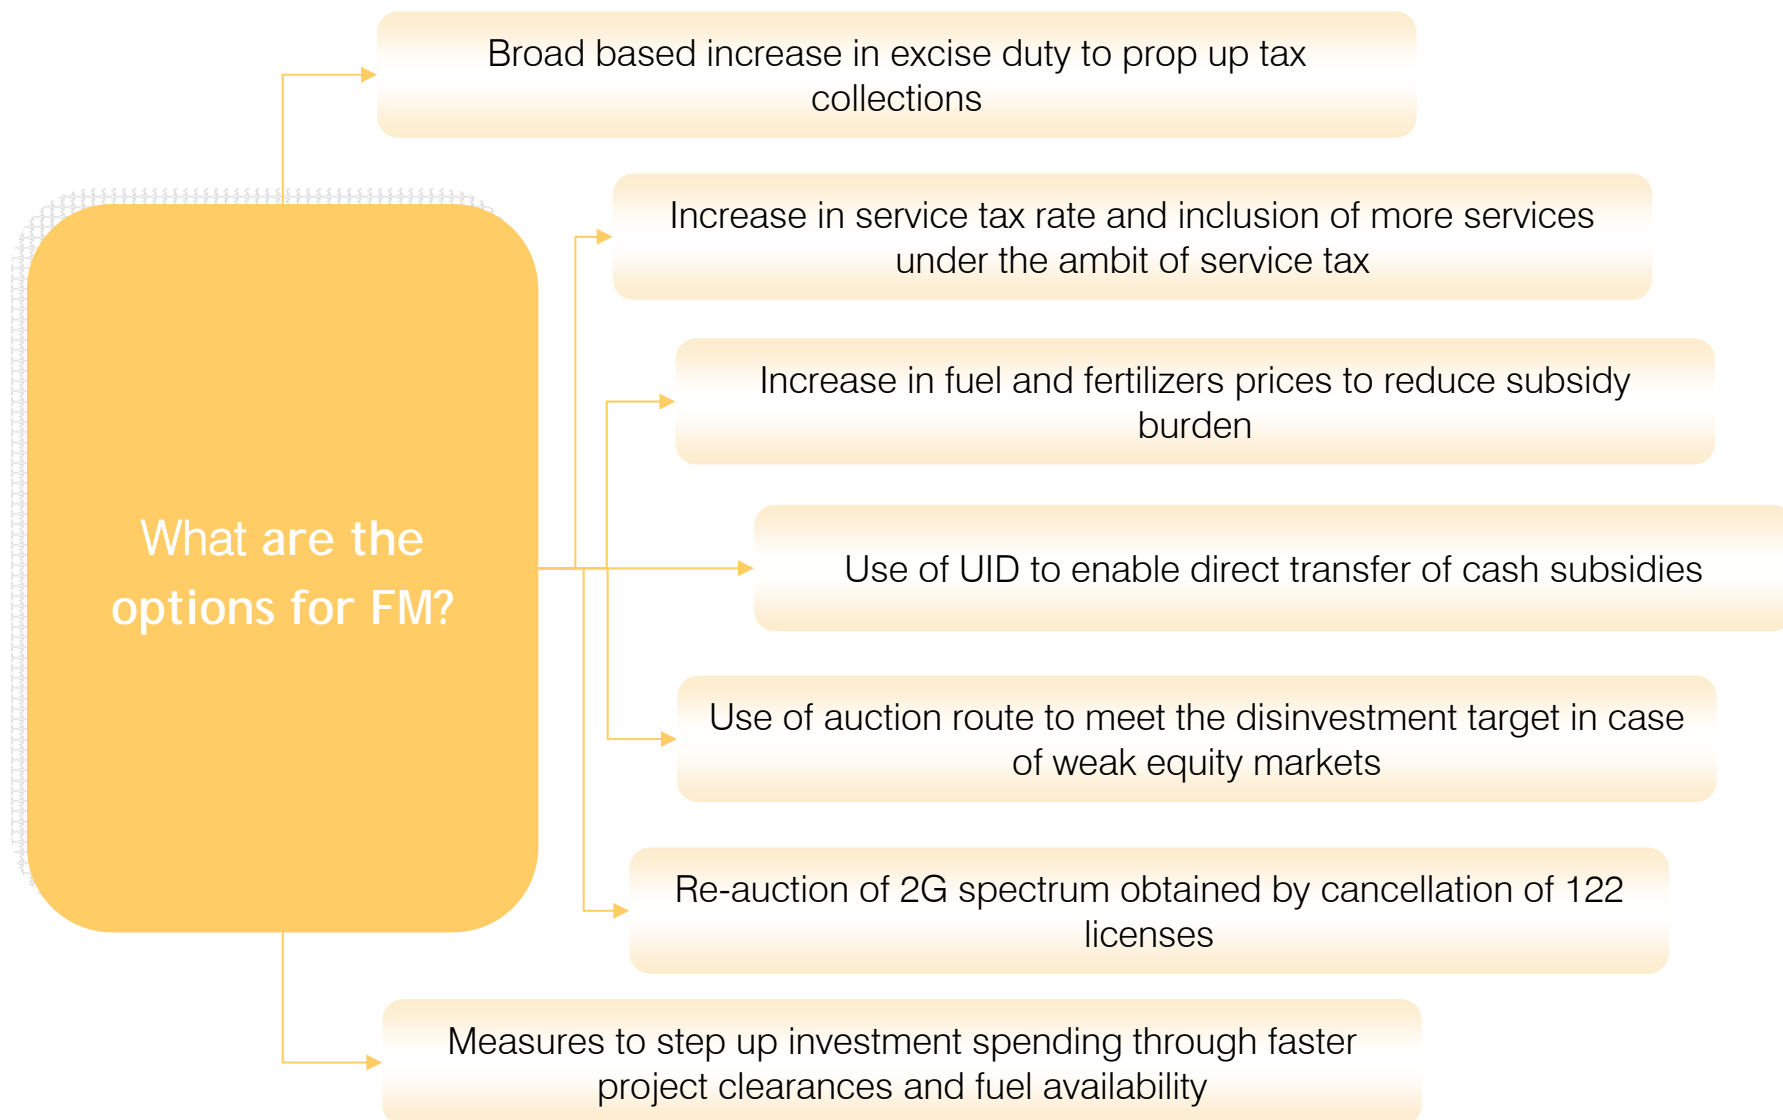 Broad based increase in excise duty to prop up tax
collections
Increase in service tax rate and inclusion of more services
under the ambit of service tax
Increase in fuel and fertilizers prices to reduce subsidy
burden
What are the
options for FM?
Use of UID to enable direct transfer of cash subsidies
Use of auction route to meet the disinvestment target in case
of weak equity markets
Re-auction of 2G spectrum obtained by cancellation of 122
licenses
Measures to step up investment spending through faster
project clearances and fuel availability